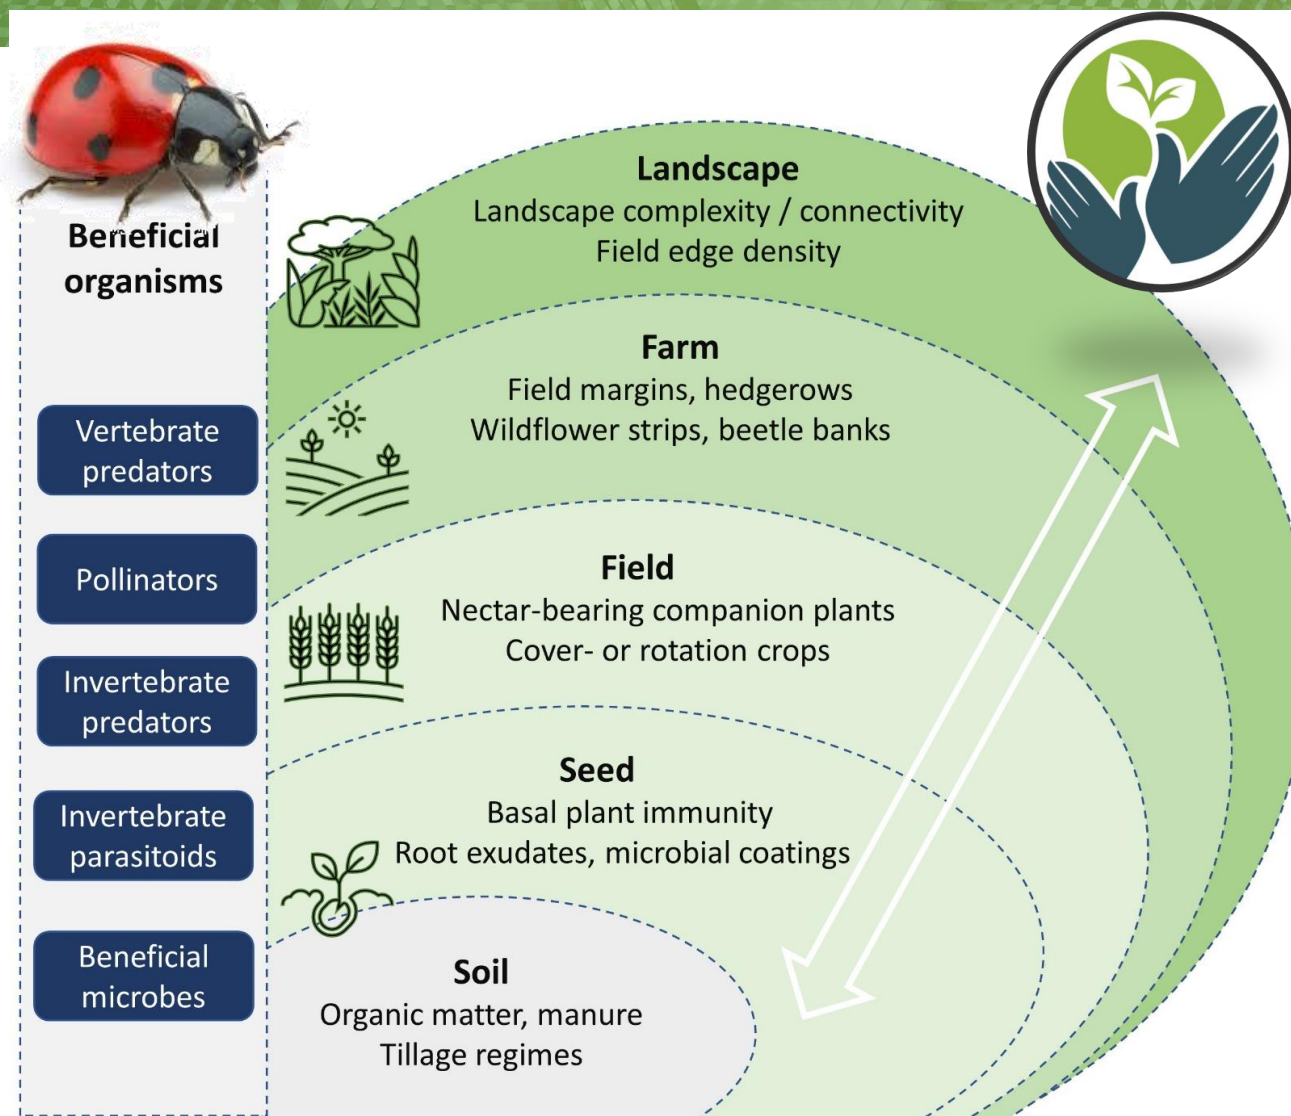 Beneficial
organisms
Vertebrate
predators
Pollinators
Invertebrate
predators
Invertebrate
parasitoids
Beneficial
microbes
Landscape
Landscape complexity / connectivity
Field edge density
Farm
Field margins, hedgerows
Wildflower strips, beetle banks
Field
Nectar-bearing companion plants
Cover- or rotation crops
Seed
Basal plant immunity
Root exudates, microbial coatings
Soil
Organic matter, manure
Tillage regimes